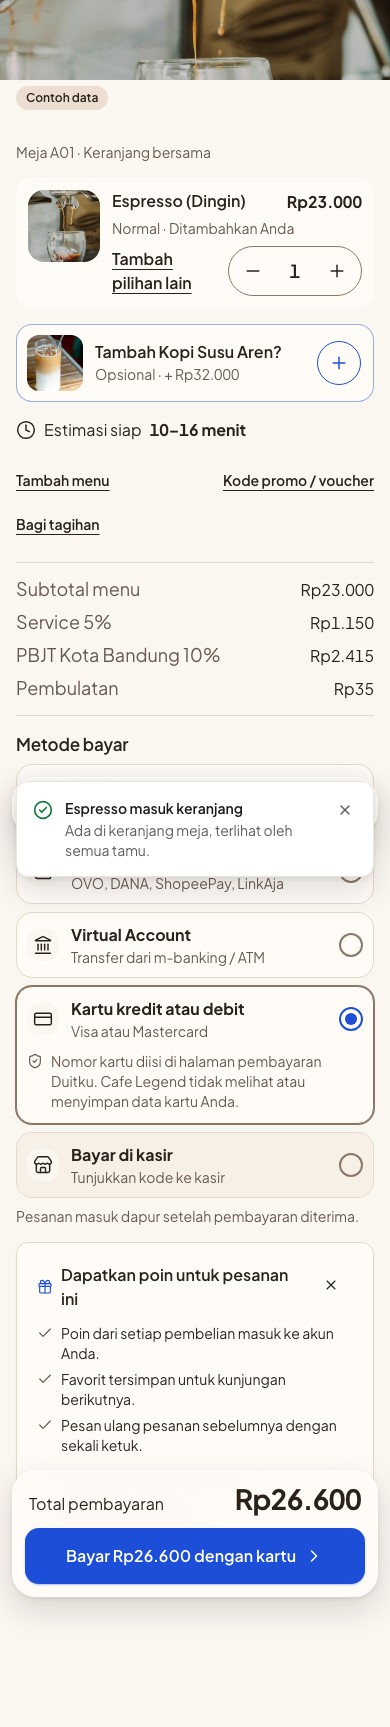 Contoh data
Meja A01 · Keranjang bersama
Espresso (Dingin) Rp23.000
Normal · Ditambahkan Anda
Tambah
pilihan lain
1
Tambah Kopi Susu Aren?
Opsional · + Rp32.000
Estimasi siap 10–16 menit
Tambah menu Kode promo / voucher
Bagi tagihan
Subtotal menu Rp23.000
Service 5% Rp1.150
PBJT Kota Bandung 10% Rp2.415
Pembulatan Rp35
Metode bayar
Espresso masuk keranjang
Ada di keranjang meja, terlihat oleh
semua tamu.
OVO, DANA, ShopeePay, LinkAja
Virtual Account
Transfer dari m-banking / ATM
Kartu kredit atau debit
Visa atau Mastercard
Nomor kartu diisi di halaman pembayaran
Duitku. Cafe Legend tidak melihat atau
menyimpan data kartu Anda.
Bayar di kasir
Tunjukkan kode ke kasir
Pesanan masuk dapur setelah pembayaran diterima.
Dapatkan poin untuk pesanan
ini
Poin dari setiap pembelian masuk ke akun
Anda.
Favorit tersimpan untuk kunjungan
berikutnya.
Pesan ulang pesanan sebelumnya dengan
sekali ketuk.
Total pembayaran Rp26.600
Bayar Rp26.600 dengan kartu